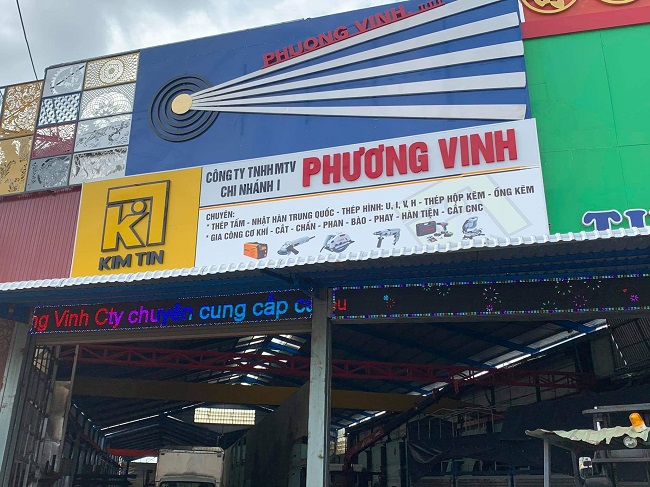 PHƯƠNG VINH
CÔNG TY TNHH MTV
CHI NHÁNH I
PHƯƠNG VINH
CHUYÊN:
* THÉP TẤM - NHẬT HÀN TRUNG QUỐC - THÉP HÌNH: U, I, V, H - THÉP HỘP KẼM - ỐNG KẼM
* GIA CÔNG CƠ KHÍ - CẮT - CHẤN - PHAN - BÀO - PHAY - HÀN TIỆN - CẮT CNC
KIM TIN
ng Vinh Cty chuyên cung cấp cá